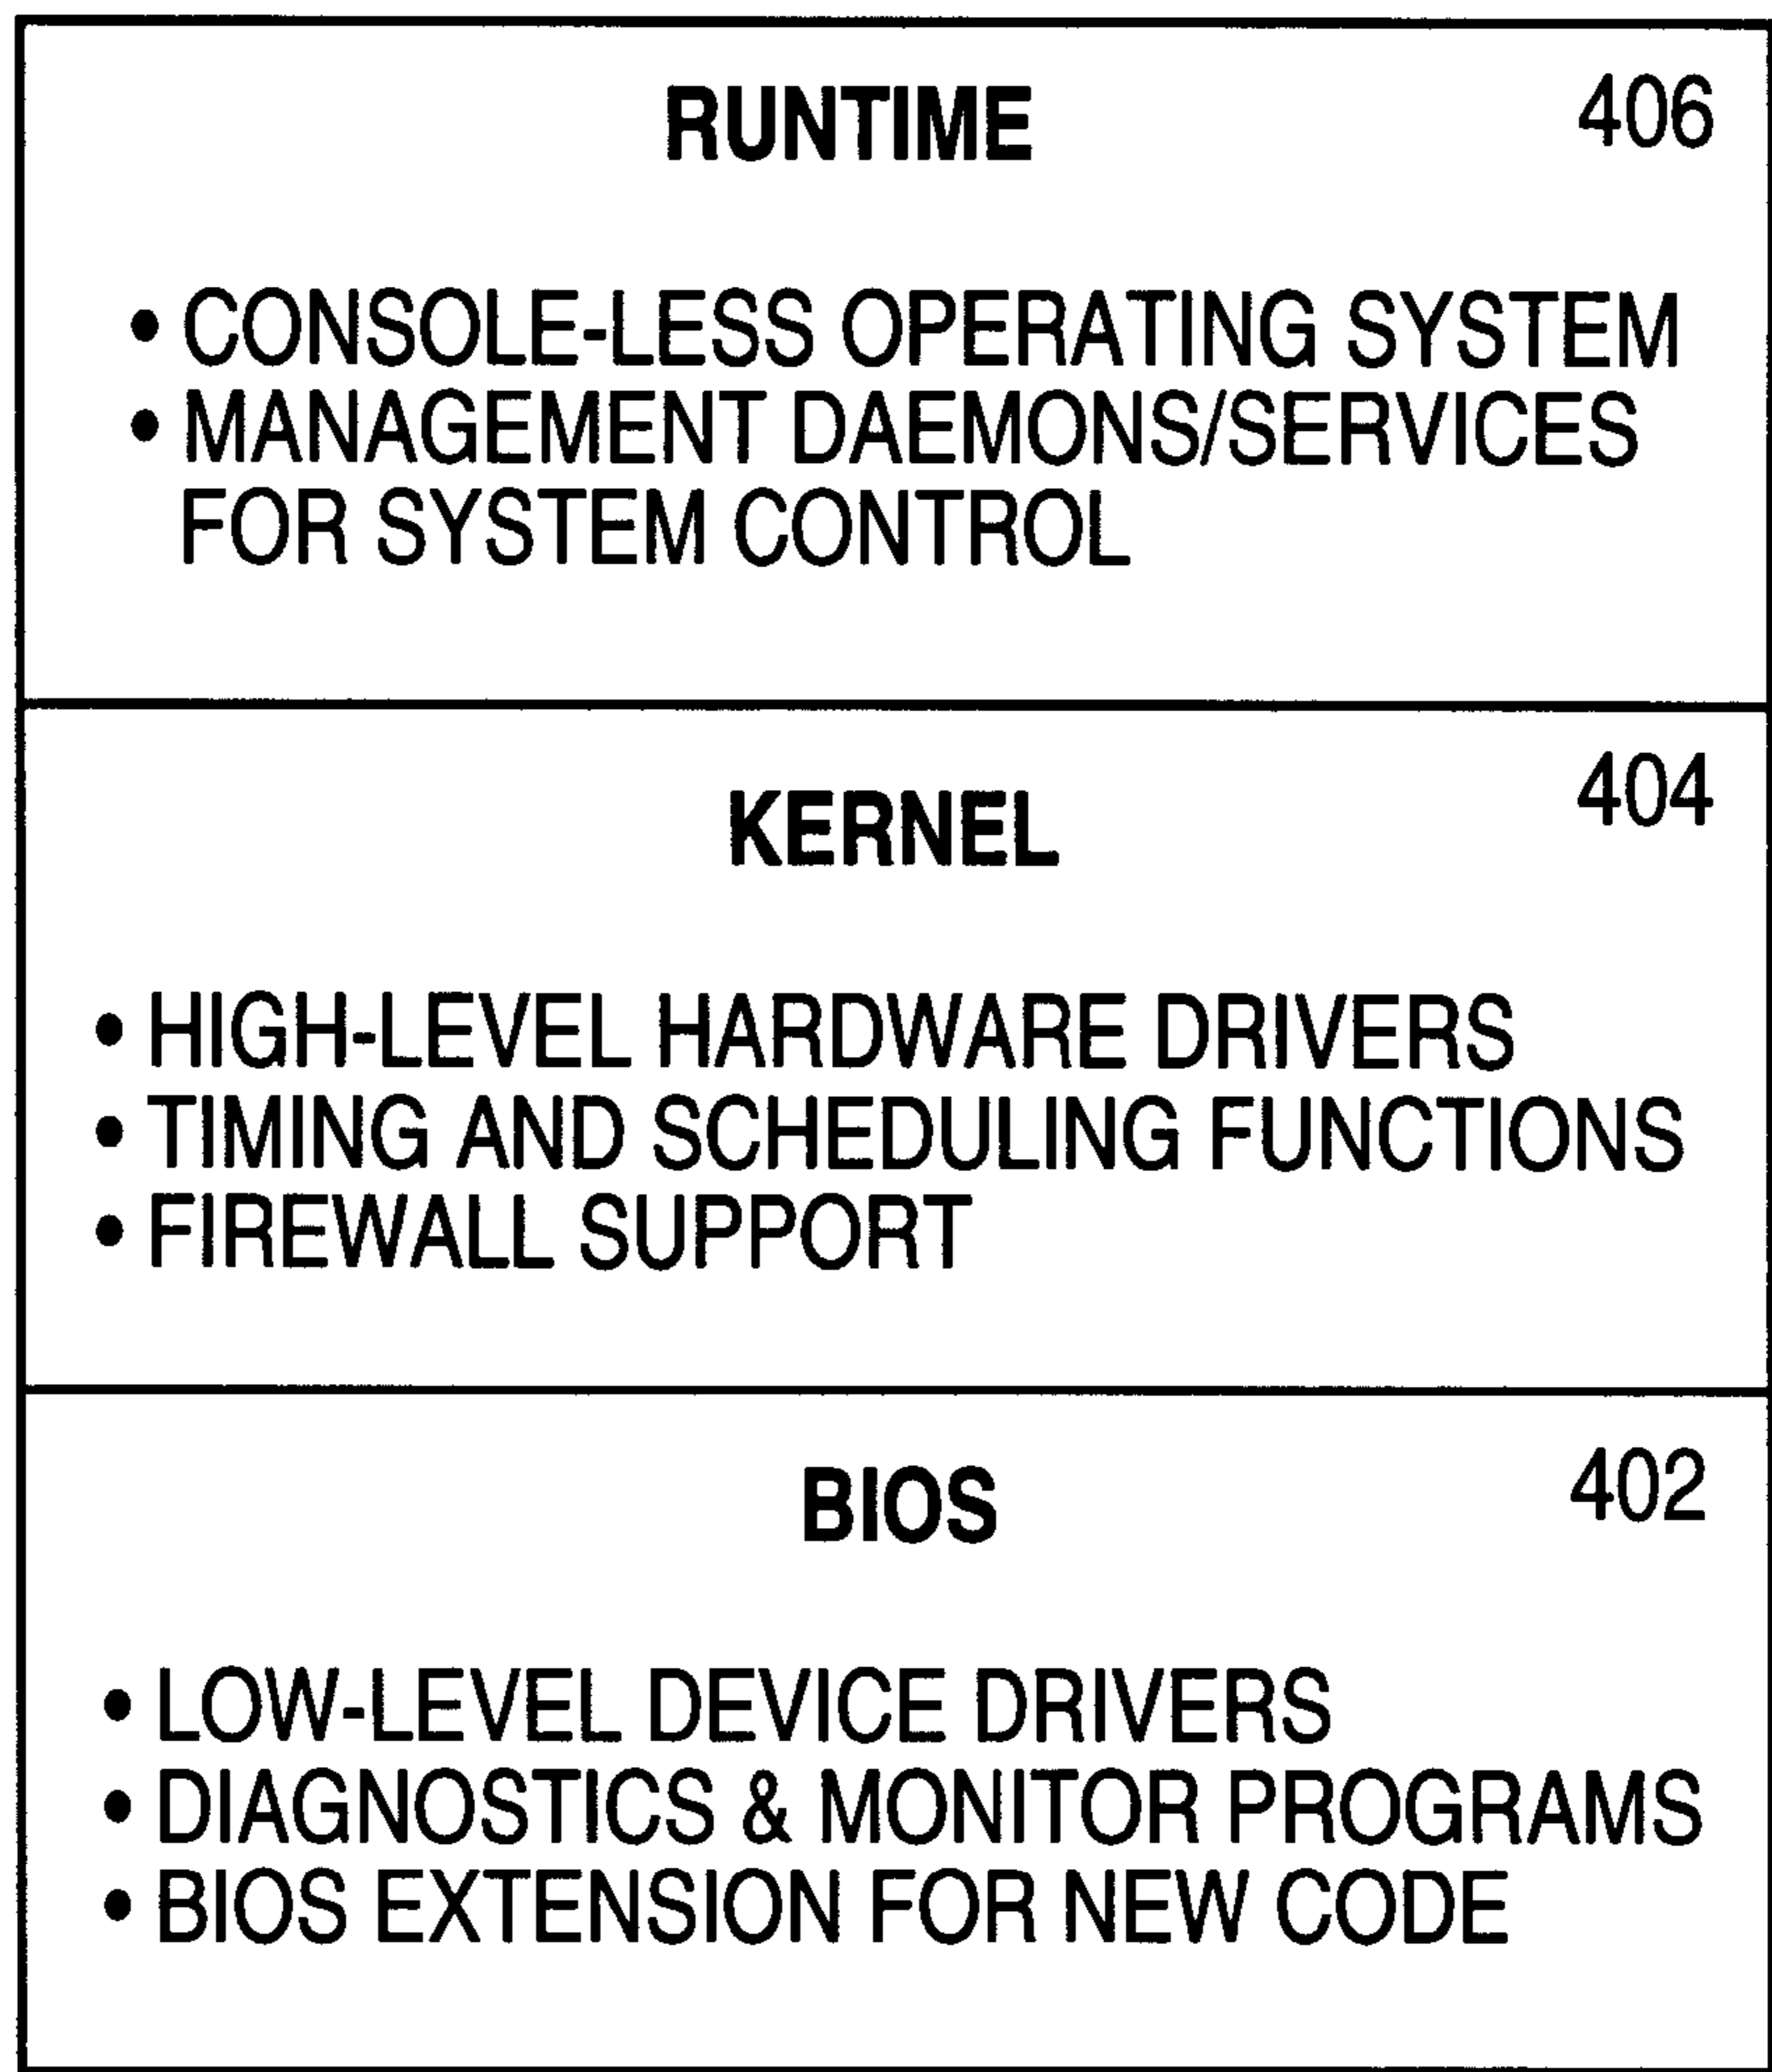 RUNTIME 406
• CONSOLE-LESS OPERATING SYSTEM
• MANAGEMENT DAEMONS/SERVICES
FOR SYSTEM CONTROL
404
KERNEL
• HIGH-LEVEL HARDWARE DRIVERS
• TIMING AND SCHEDULING FUNCTIONS
• FIREWALL SUPPORT
BIOS 402
• LOW-LEVEL DEVICE DRIVERS
• DIAGNOSTICS & MONITOR PROGRAMS
• BIOS EXTENSION FOR NEW CODE